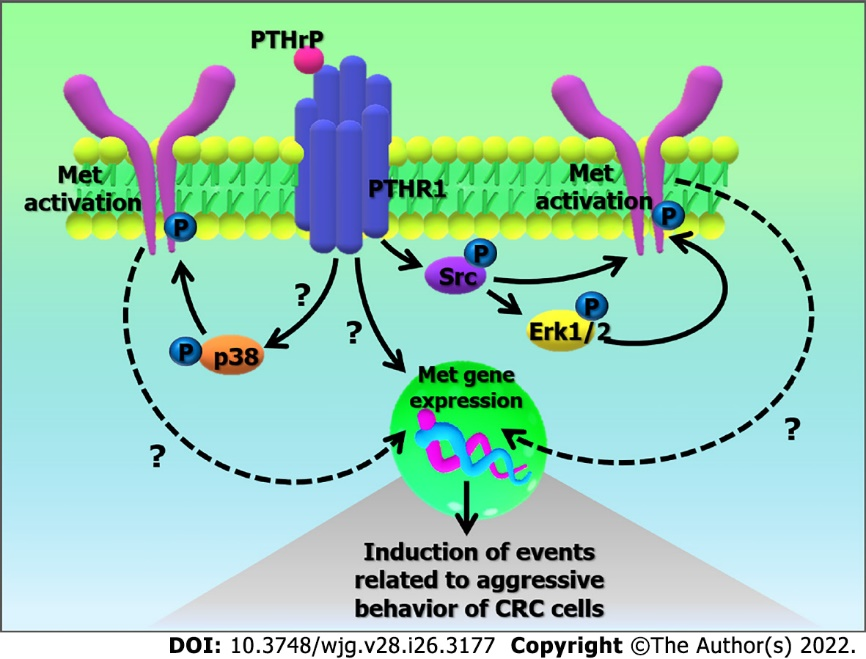 PTHrP
Met
activation
PTHR1
Met
activation
P
P
P
Src
P
Erk1/2
?
?
P
p38
Met gene
expression
?
?
Induction of events
related to aggressive
behavior of CRC cells
DOI: 10.3748/wjg.v28.i26.3177 Copyright ©The Author(s) 2022.